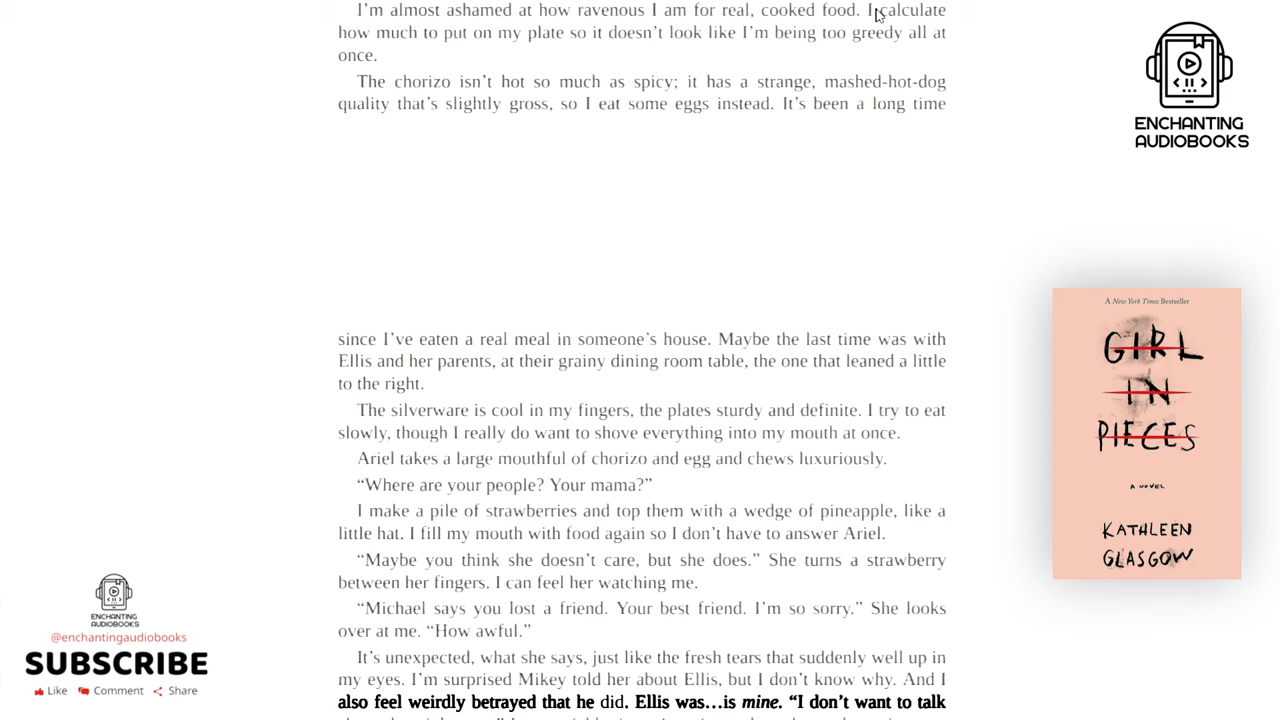 I'm almost ashamed at how ravenous I am for real, cooked food. I calculate
how much to put on my plate so it doesn't look like I'm being too greedy all at
once.
The chorizo isn't hot so much as spicy; it has a strange, mashed-hot-dog
quality that's slightly gross, so I eat some eggs instead. It's been a long time
since I've eaten a real meal in someone's house. Maybe the last time was with
Ellis and her parents, at their grainy dining room table, the one that leaned a little
to the right.
The silverware is cool in my fingers, the plates sturdy and definite. I try to eat
slowly, though I really do want to shove everything into my mouth at once.
Ariel takes a large mouthful of chorizo and egg and chews luxuriously.
“Where are your people? Your mama?”
I make a pile of strawberries and top them with a wedge of pineapple, like a
little hat. I fill my mouth with food again so I don't have to answer Ariel.
“Maybe you think she doesn't care, but she does.” She turns a strawberry
between her fingers. I can feel her watching me.
“Michael says you lost a friend. Your best friend. I'm so sorry.” She looks
over at me. “How awful.”
It's unexpected, what she says, just like the fresh tears that suddenly well up in
my eyes. I'm surprised Mikey told her about Ellis, but I don't know why. And I
also feel weirdly betrayed that he did. Ellis was…is mine. “I don't want to talk
ENCHANTING
AUDIOBOOKS
A New York Times Bestseller
GIRL
IN
PIECES
A NOVEL
KATHLEEN
GLASGOW
ENCHANTING
AUDIOBOOKS
@enchantingaudiobooks
SUBSCRIBE
Like Comment Share